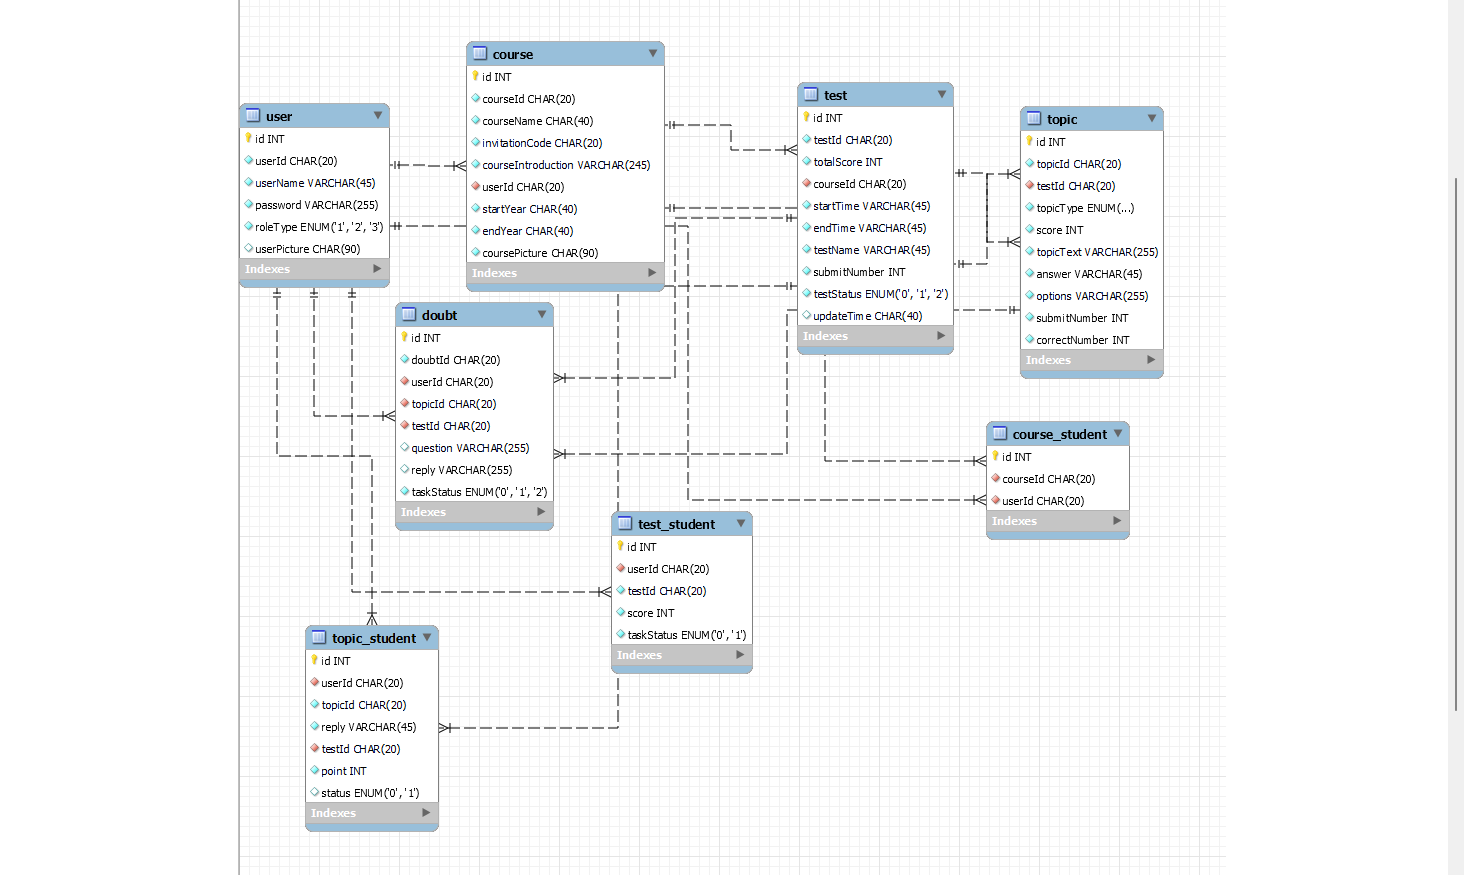 course
id INT
courseId CHAR(20)
courseName CHAR(40)
invitationCode CHAR(20)
courseIntroduction VARCHAR(245)
userId CHAR(20)
startYear CHAR(40)
endYear CHAR(40)
coursePicture CHAR(90)
Indexes
user
id INT
userId CHAR(20)
userName VARCHAR(45)
password VARCHAR(255)
roleType ENUM('1', '2', '3')
userPicture CHAR(90)
Indexes
test
id INT
testId CHAR(20)
totalScore INT
courseId CHAR(20)
startTime VARCHAR(45)
endTime VARCHAR(45)
testName VARCHAR(45)
submitNumber INT
testStatus ENUM('0', '1', '2')
updateTime CHAR(40)
Indexes
topic
id INT
topicId CHAR(20)
testId CHAR(20)
topicType ENUM(...)
score INT
topicText VARCHAR(255)
answer VARCHAR(45)
options VARCHAR(255)
submitNumber INT
correctNumber INT
Indexes
doubt
id INT
doubtId CHAR(20)
userId CHAR(20)
topicId CHAR(20)
testId CHAR(20)
question VARCHAR(255)
reply VARCHAR(255)
taskStatus ENUM('0', '1', '2')
Indexes
course_student
id INT
courseId CHAR(20)
userId CHAR(20)
Indexes
test_student
id INT
userId CHAR(20)
testId CHAR(20)
score INT
taskStatus ENUM('0', '1')
Indexes
topic_student
id INT
userId CHAR(20)
topicId CHAR(20)
reply VARCHAR(45)
testId CHAR(20)
point INT
status ENUM('0', '1')
Indexes